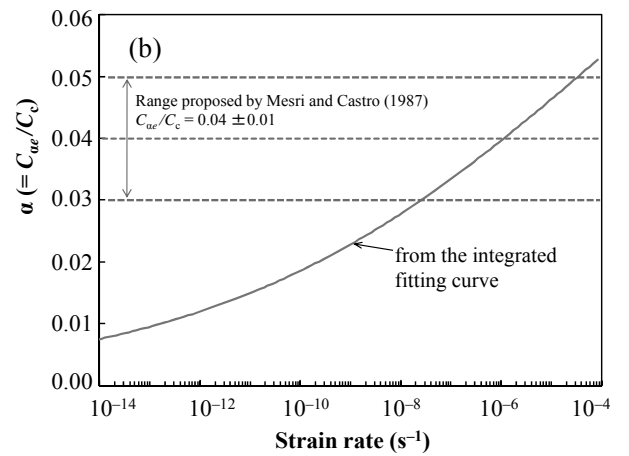 0.06
(b)
0.05
Range proposed by Mesri and Castro (1987)
Cαe/Cc = 0.04 ±0.01
0.04
0.03
0.02
from the integrated
fitting curve
0.01
0.00
α (= Cαe/Cc)
10⁻¹⁴ 10⁻¹² 10⁻¹⁰ 10⁻⁸ 10⁻⁶ 10⁻⁴
Strain rate (s⁻¹)